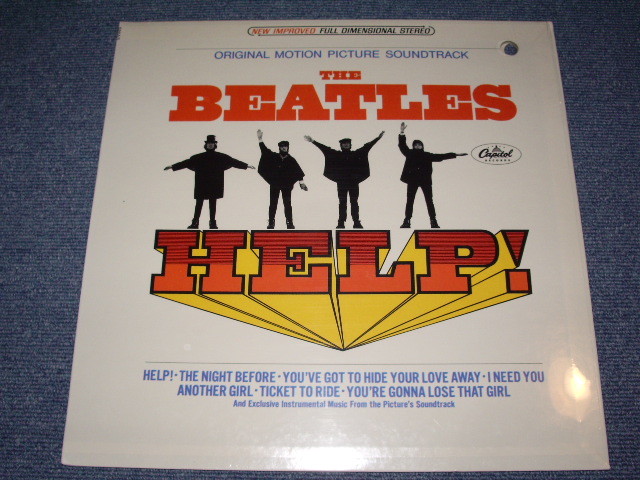 NEW IMPROVED FULL DIMENSIONAL STEREO
ORIGINAL MOTION PICTURE SOUNDTRACK
THE
BEATLES
Capitol
RECORDS
HELP!
HELP! · THE NIGHT BEFORE · YOU'VE GOT TO HIDE YOUR LOVE AWAY · I NEED YOU
ANOTHER GIRL · TICKET TO RIDE · YOU'RE GONNA LOSE THAT GIRL
And Exclusive Instrumental Music From the Picture's Soundtrack